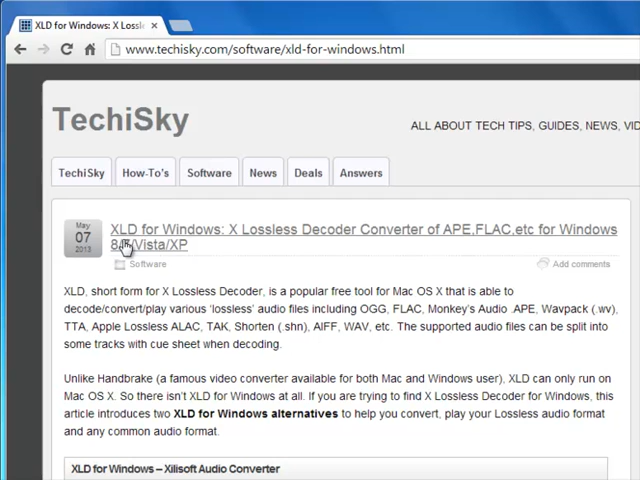 XLD for Windows: X Lossl
www.techisky.com/software/xld-for-windows.html
TechiSky
ALL ABOUT TECH TIPS, GUIDES, NEWS, VID
TechiSky How-To's Software News Deals Answers
May
07
2013
XLD for Windows: X Lossless Decoder Converter of APE,FLAC,etc for Windows
8/7/Vista/XP
Software
Add comments
XLD, short form for X Lossless Decoder, is a popular free tool for Mac OS X that is able to
decode/convert/play various 'lossless' audio files including OGG, FLAC, Monkey's Audio .APE, Wavpack (.wv),
TTA, Apple Lossless ALAC, TAK, Shorten (.shn), AIFF, WAV, etc. The supported audio files can be split into
some tracks with cue sheet when decoding.
Unlike Handbrake (a famous video converter available for both Mac and Windows user), XLD can only run on
Mac OS X. So there isn't XLD for Windows at all. If you are trying to find X Lossless Decoder for Windows, this
article introduces two XLD for Windows alternatives to help you convert, play your Lossless audio format
and any common audio format.
XLD for Windows – Xilisoft Audio Converter